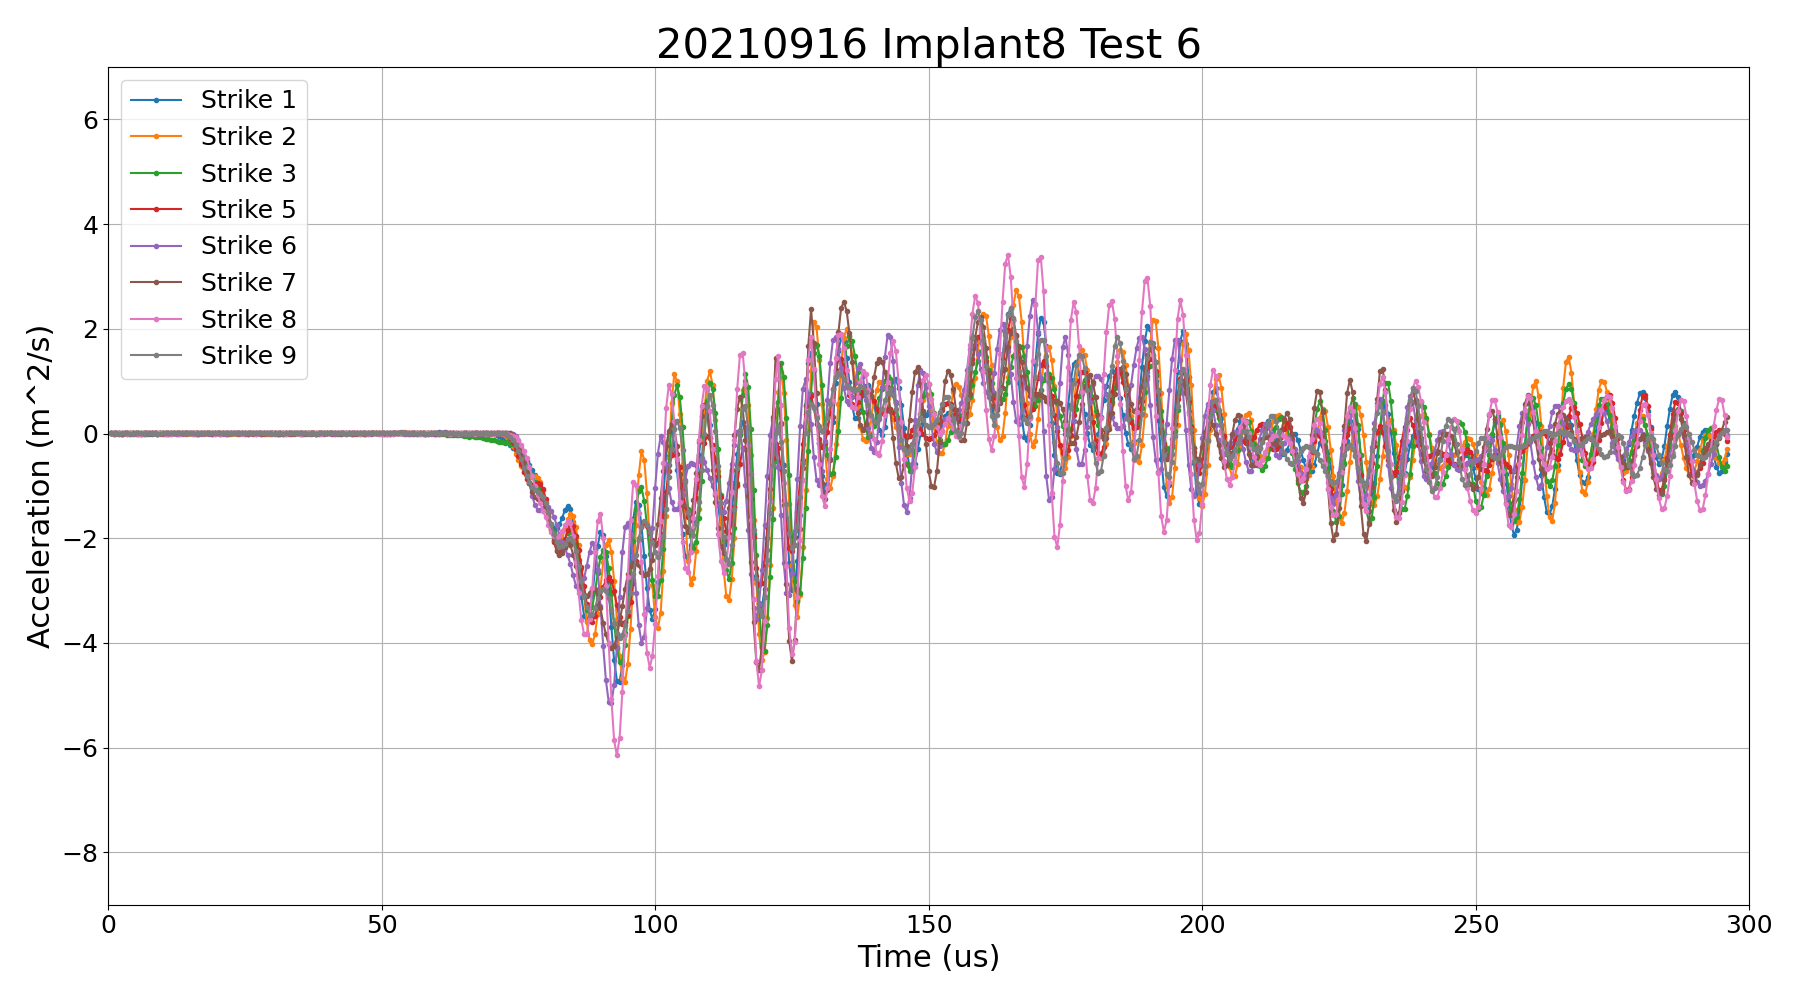 20210916 Implant8 Test 6
Strike 1
Strike 2
Strike 3
Strike 5
Strike 6
Strike 7
Strike 8
Strike 9
6
4
2
0
−2
−4
−6
−8
Acceleration (m^2/s)
0 50 100 150 200 250 300
Time (us)